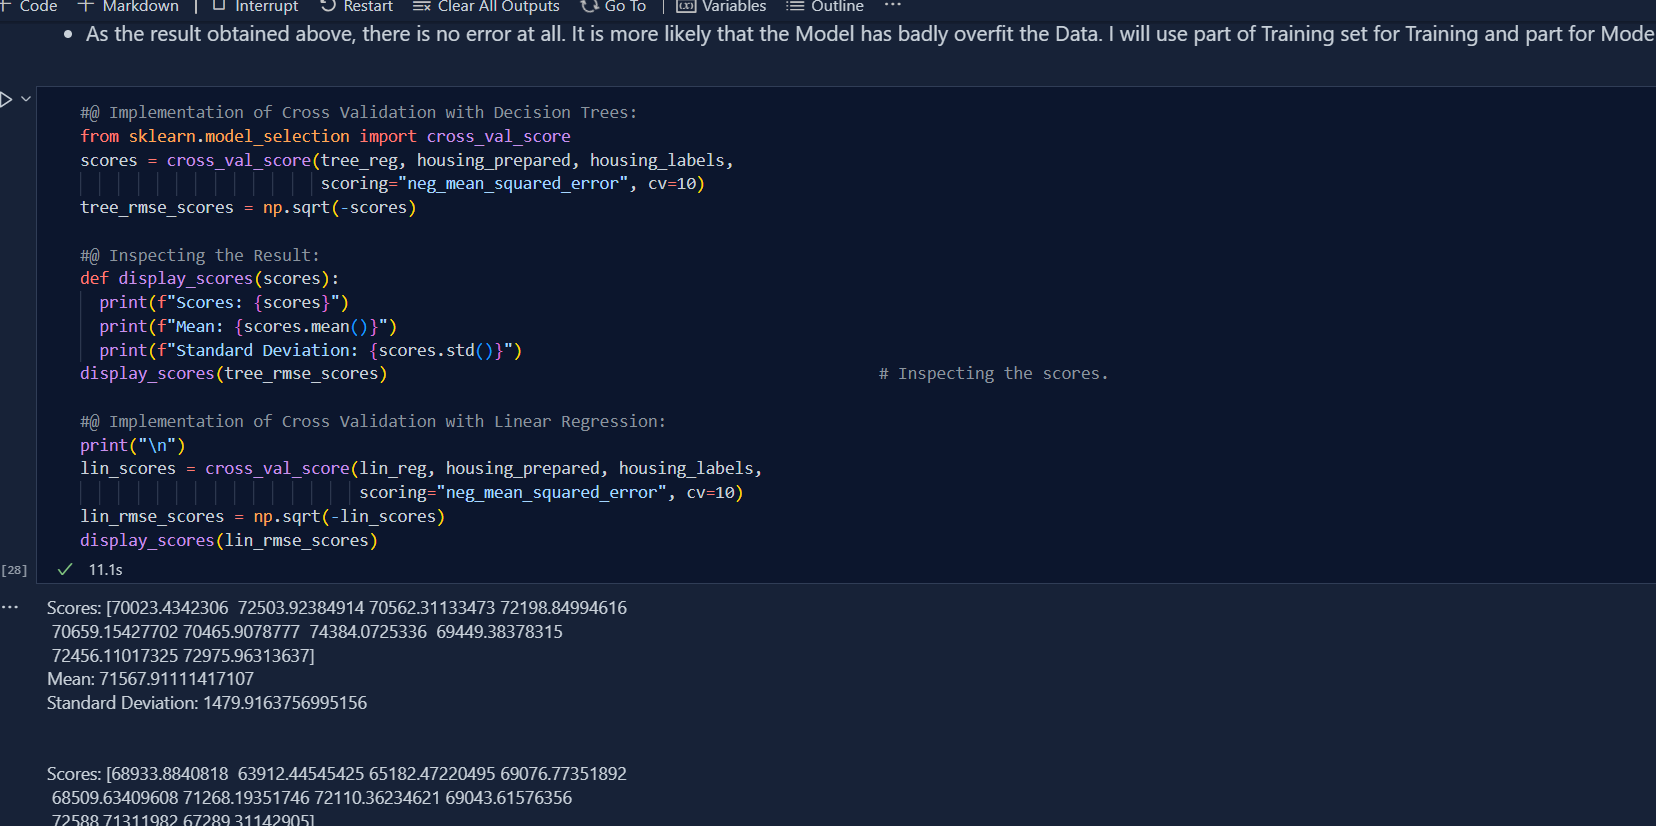 + Code + Markdown | Interrupt Restart Clear All Outputs Go To | Variables Outline ...
• As the result obtained above, there is no error at all. It is more likely that the Model has badly overfit the Data. I will use part of Training set for Training and part for Mode
#@ Implementation of Cross Validation with Decision Trees:
from sklearn.model_selection import cross_val_score
scores = cross_val_score(tree_reg, housing_prepared, housing_labels,
scoring="neg_mean_squared_error", cv=10)
tree_rmse_scores = np.sqrt(-scores)
#@ Inspecting the Result:
def display_scores(scores):
print(f"Scores: {scores}")
print(f"Mean: {scores.mean()}")
print(f"Standard Deviation: {scores.std()}")
display_scores(tree_rmse_scores) # Inspecting the scores.
#@ Implementation of Cross Validation with Linear Regression:
print("\n")
lin_scores = cross_val_score(lin_reg, housing_prepared, housing_labels,
scoring="neg_mean_squared_error", cv=10)
lin_rmse_scores = np.sqrt(-lin_scores)
display_scores(lin_rmse_scores)
[28] ✓ 11.1s
... Scores: [70023.4342306 72503.92384914 70562.31133473 72198.84994616
70659.15427702 70465.9078777 74384.0725336 69449.38378315
72456.11017325 72975.96313637]
Mean: 71567.91111417107
Standard Deviation: 1479.9163756995156
Scores: [68933.8840818 63912.44545425 65182.47220495 69076.77351892
68509.63409608 71268.19351746 72110.36234621 69043.61576356
72588.71311982 67289.31142905]